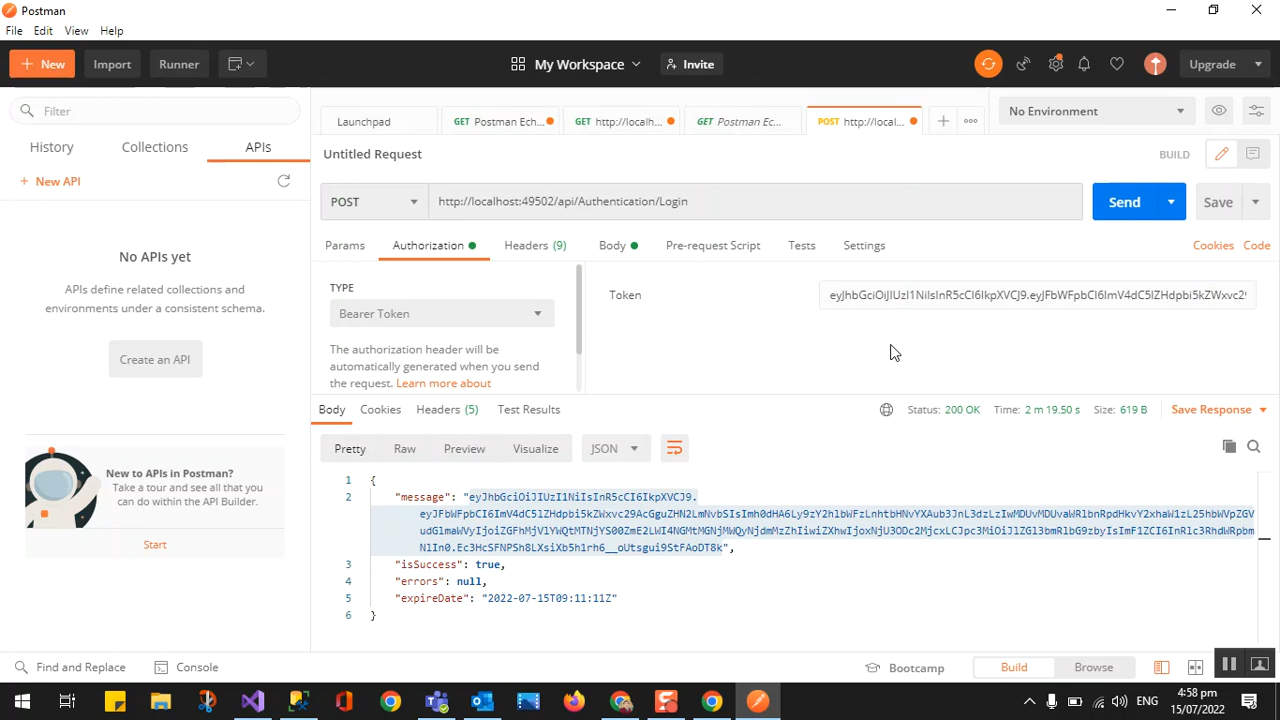 Postman
File Edit View Help
New Import Runner My Workspace Invite Upgrade
Filter
Launchpad GET Postman Ech... GET http://localh... GET Postman Ec... POST http://local... No Environment
History Collections APIs
Untitled Request BUILD
+ New API
POST http://localhost:49502/api/Authentication/Login Send Save
Params Authorization Headers (9) Body Pre-request Script Tests Settings Cookies Code
No APIs yet
APIs define related collections and
environments under a consistent schema.
Create an API
TYPE
Bearer Token
Token
The authorization header will be
automatically generated when you send
the request. Learn more about
Body Cookies Headers (5) Test Results Status: 200 OK Time: 2 m 19.50 s Size: 619 B Save Response
Pretty Raw Preview Visualize JSON
1 {
2 "message":
3 "isSuccess": true,
4 "errors": null,
5 "expireDate": "2022-07-15T09:11:11Z"
6 }
New to APIs in Postman?
Take a tour and see all that you
can do within the API Builder.
Start
Find and Replace Console Bootcamp Build Browse
ENG 4:58 pm
15/07/2022